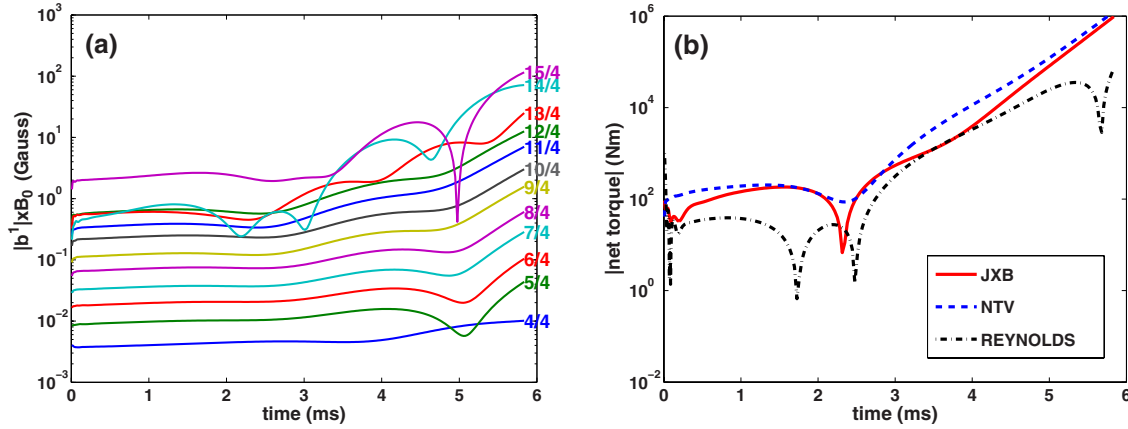 (a)
|b¹|xB₀ (Gauss)
10⁣³
10²
10¹
10⁰
10⁻¹
10⁻²
10⁻³
15/4
14/4
13/4
12/4
11/4
10/4
9/4
8/4
7/4
6/4
5/4
4/4
0 1 2 3 4 5 6
time (ms)
(b)
|net torque| (Nm)
10⁶
10⁴
10²
10⁰
10⁻²
JXB
NTV
REYNOLDS
0 1 2 3 4 5 6
time (ms)